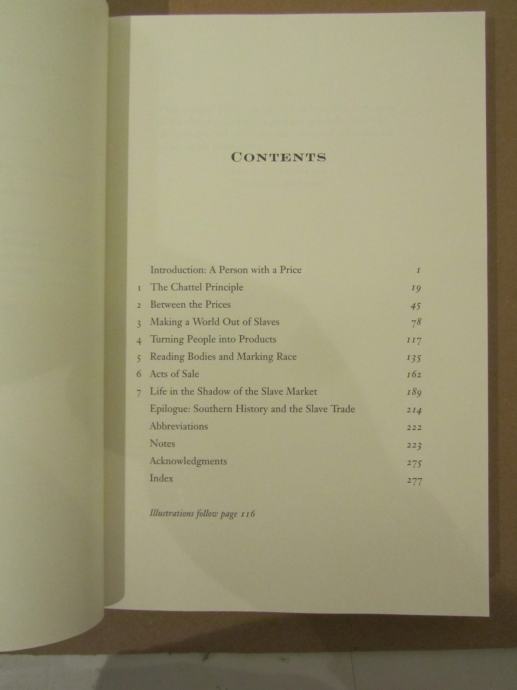 CONTENTS
Introduction: A Person with a Price 1
1 The Chattel Principle 19
2 Between the Prices 45
3 Making a World Out of Slaves 78
4 Turning People into Products 117
5 Reading Bodies and Marking Race 135
6 Acts of Sale 162
7 Life in the Shadow of the Slave Market 189
Epilogue: Southern History and the Slave Trade 214
Abbreviations 222
Notes 223
Acknowledgments 275
Index 277
Illustrations follow page 116